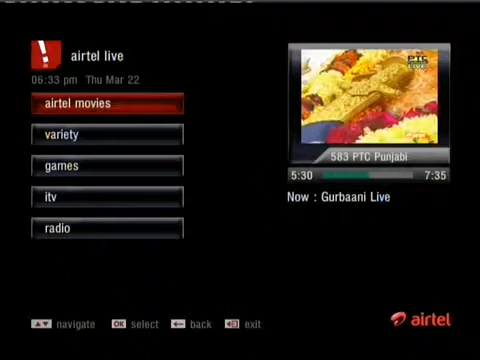 airtel live
06:33 pm Thu Mar 22
airtel movies
variety
games
itv
radio
PTC
LIVE
583 PTC Punjabi
5:30 7:35
Now : Gurbaani Live
navigate OK select back exit
airtel